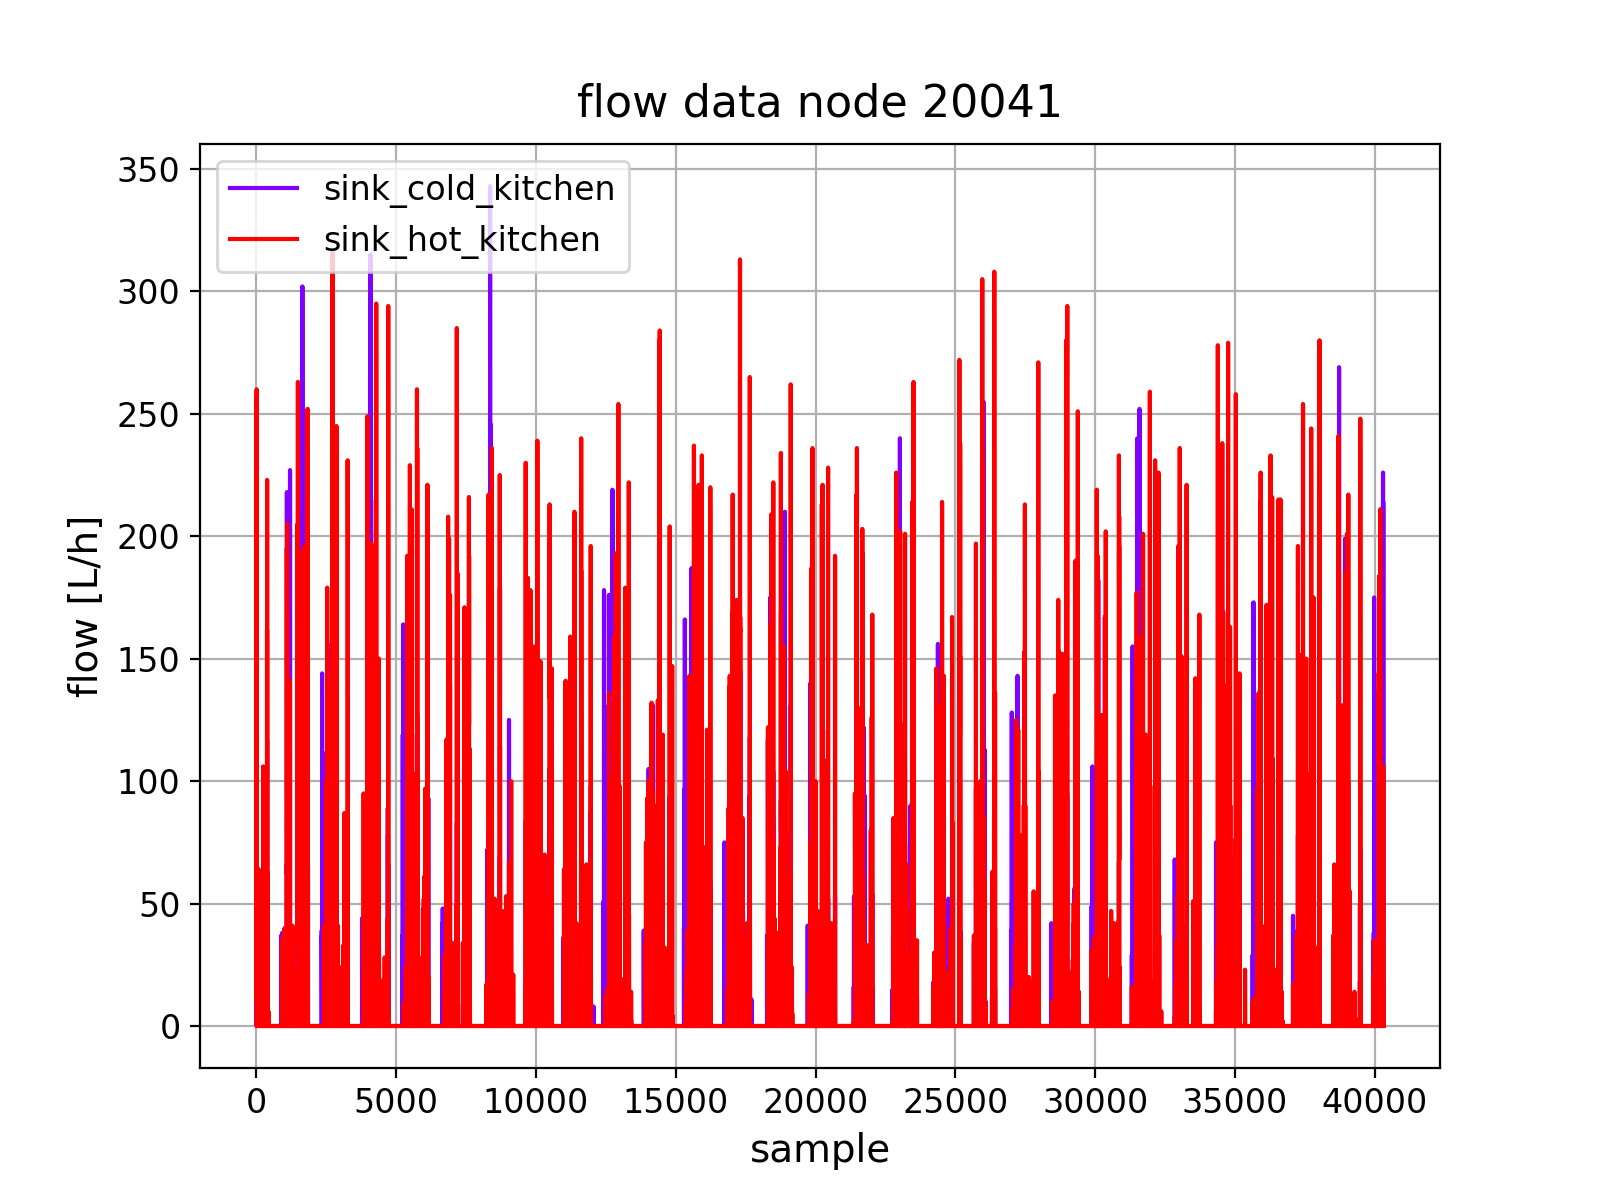 flow data node 20041
sink_cold_kitchen
sink_hot_kitchen
350
300
250
200
150
100
50
0
flow [L/h]
0 5000 10000 15000 20000 25000 30000 35000 40000
sample